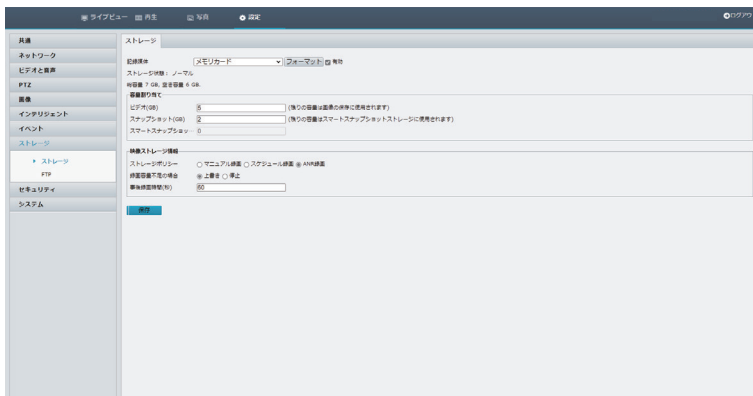 ライブビュー 再生 写真 設定 ログアウ
共通
ネットワーク
ビデオと音声
PTZ
画像
インテリジェント
イベント
ストレージ
ストレージ
FTP
セキュリティ
システム
ストレージ
記録媒体 メモリカード フォーマット 有効
ストレージ状態： ノーマル
総容量 7 GB, 空き容量 6 GB.
容量割り当て
ビデオ(GB) 5 (残りの容量は画像の保存に使用されます)
スナップショット(GB) 2 (残りの容量はスマートスナップショットストレージに使用されます)
スマートスナップショッ… 0
映像ストレージ情報
ストレージポリシー マニュアル録画 スケジュール録画 ANR録画
録画容量不足の場合 上書き 停止
事後録画時間(秒) 60
保存